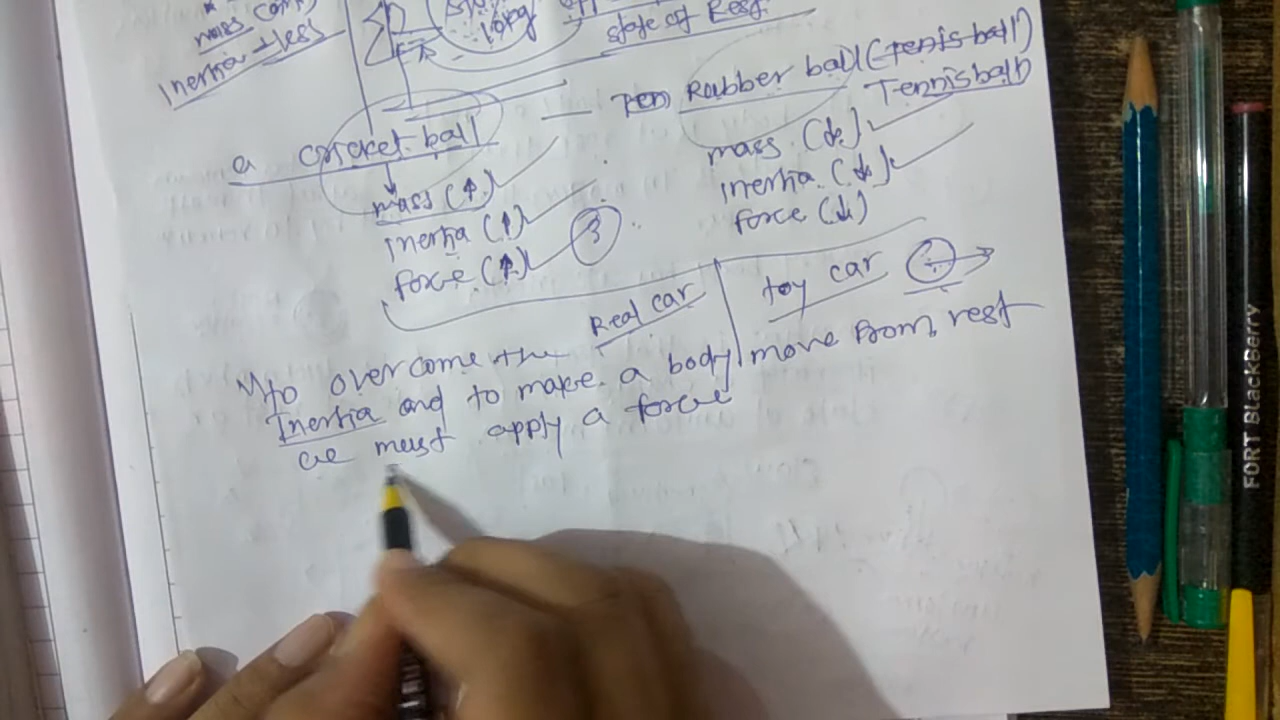 mass (
Inertia - less
10kg
state of Rest.
a cricket ball
mass (↑)
inertia (↑)
force (↑)
3
Rubber ball (Tenis ball)
Tennis ball
mass (↓)
inertia (↓)
force (↓)
Real car
toy car
to overcome the
Inertia and to make a body move from rest
we must apply a force
FORT BlackBerry